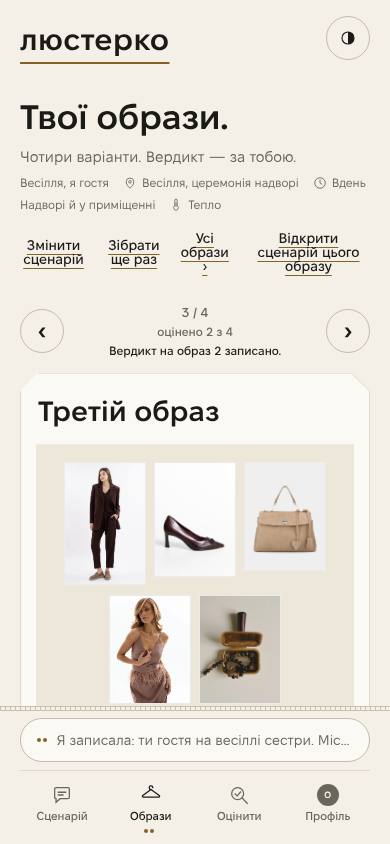 люстерко
Твої образи.
Чотири варіанти. Вердикт — за тобою.
Весілля, я гостя Весілля, церемонія надворі Вдень
Надворі й у приміщенні Тепло
Змінити
сценарій
Зібрати
ще раз
Усі
образи
›
Відкрити
сценарій цього
образу
‹
3 / 4
оцінено 2 з 4
Вердикт на образ 2 записано.
›
Третій образ
Я записала: ти гостя на весіллі сестри. Міс...
Сценарій Образи Оцінити Профіль